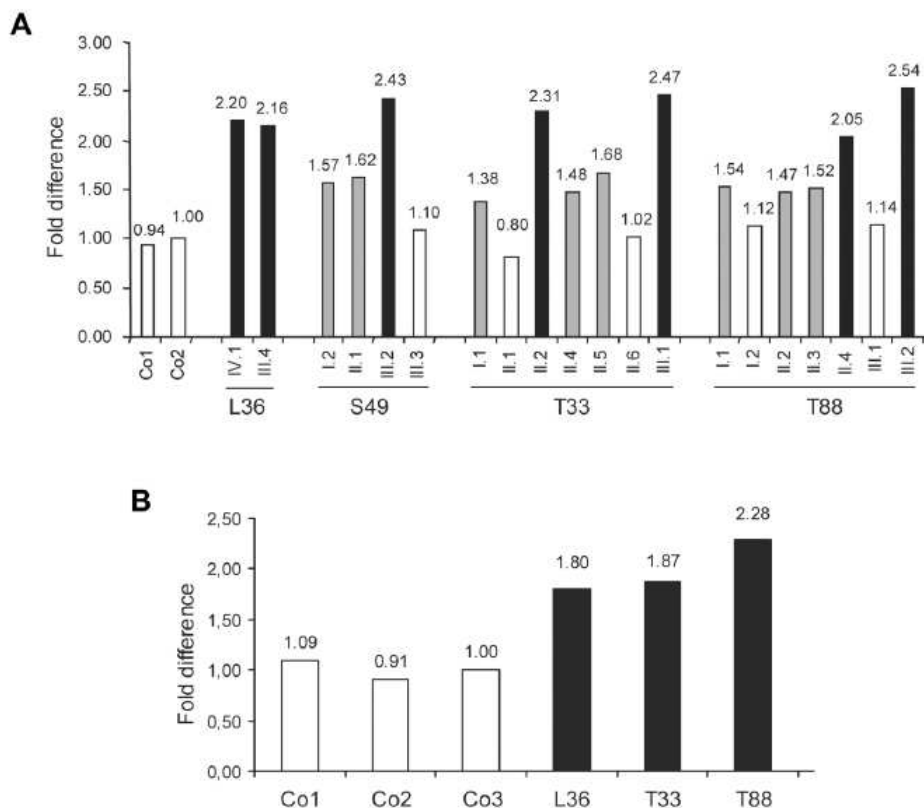 A
Fold difference
3.00
2.50
2.00
1.50
1.00
0.50
0.00
0.94
1.00
2.20
2.16
1.57
1.62
2.43
1.10
1.38
0.80
2.31
1.48
1.68
1.02
2.47
1.54
1.12
1.47
1.52
2.05
1.14
2.54
Co1
Co2
IV.1
III.4
I.2
II.1
III.2
III.3
I.1
II.1
II.2
II.4
II.5
II.6
III.1
I.1
I.2
II.2
II.3
II.4
III.1
III.2
L36
S49
T33
T88
B
Fold difference
2,50
2,00
1,50
1,00
0,50
0,00
1.09
0.91
1.00
1.80
1.87
2.28
Co1
Co2
Co3
L36
T33
T88